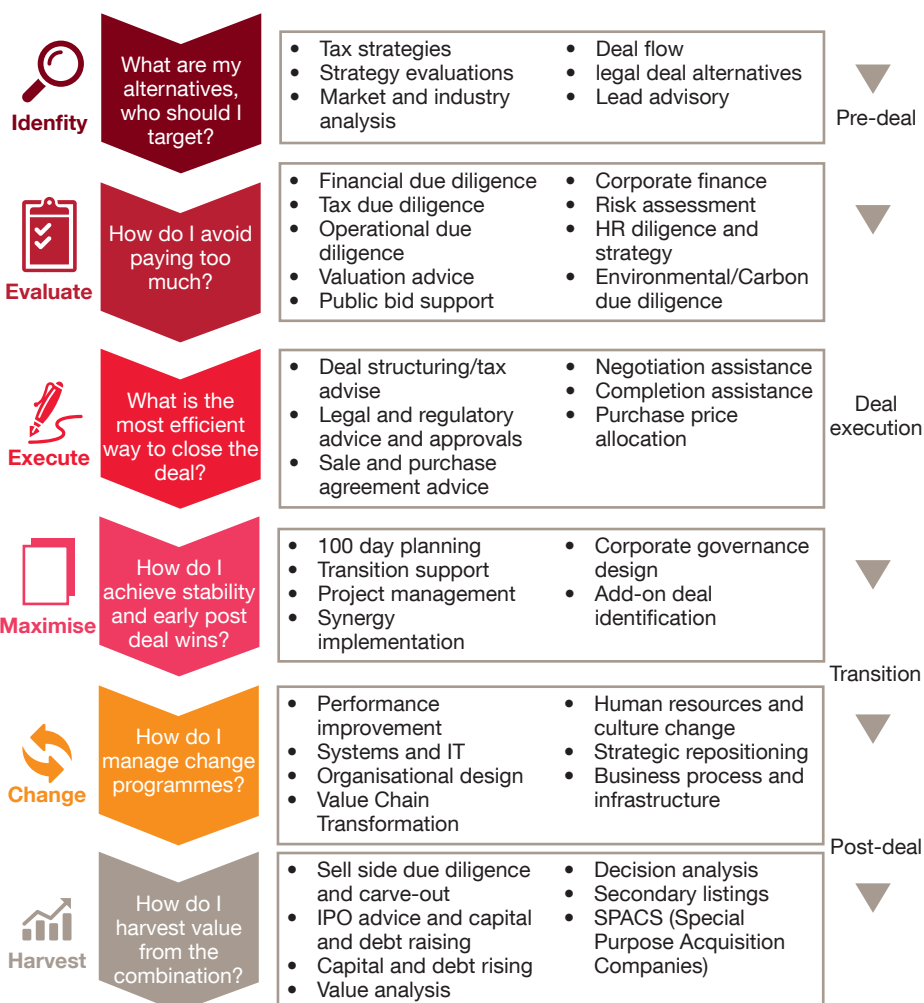 Idenfity
What are my
alternatives,
who should I
target?
• Tax strategies
• Strategy evaluations
• Market and industry
analysis
• Deal flow
• legal deal alternatives
• Lead advisory
Pre-deal
Evaluate
How do I avoid
paying too
much?
• Financial due diligence
• Tax due diligence
• Operational due
diligence
• Valuation advice
• Public bid support
• Corporate finance
• Risk assessment
• HR diligence and
strategy
• Environmental/Carbon
due diligence
Execute
What is the
most efficient
way to close the
deal?
• Deal structuring/tax
advise
• Legal and regulatory
advice and approvals
• Sale and purchase
agreement advice
• Negotiation assistance
• Completion assistance
• Purchase price
allocation
Deal
execution
Maximise
How do I
achieve stability
and early post
deal wins?
• 100 day planning
• Transition support
• Project management
• Synergy
implementation
• Corporate governance
design
• Add-on deal
identification
Transition
Change
How do I
manage change
programmes?
• Performance
improvement
• Systems and IT
• Organisational design
• Value Chain
Transformation
• Human resources and
culture change
• Strategic repositioning
• Business process and
infrastructure
Post-deal
Harvest
How do I
harvest value
from the
combination?
• Sell side due diligence
and carve-out
• IPO advice and capital
and debt raising
• Capital and debt rising
• Value analysis
• Decision analysis
• Secondary listings
• SPACS (Special
Purpose Acquisition
Companies)